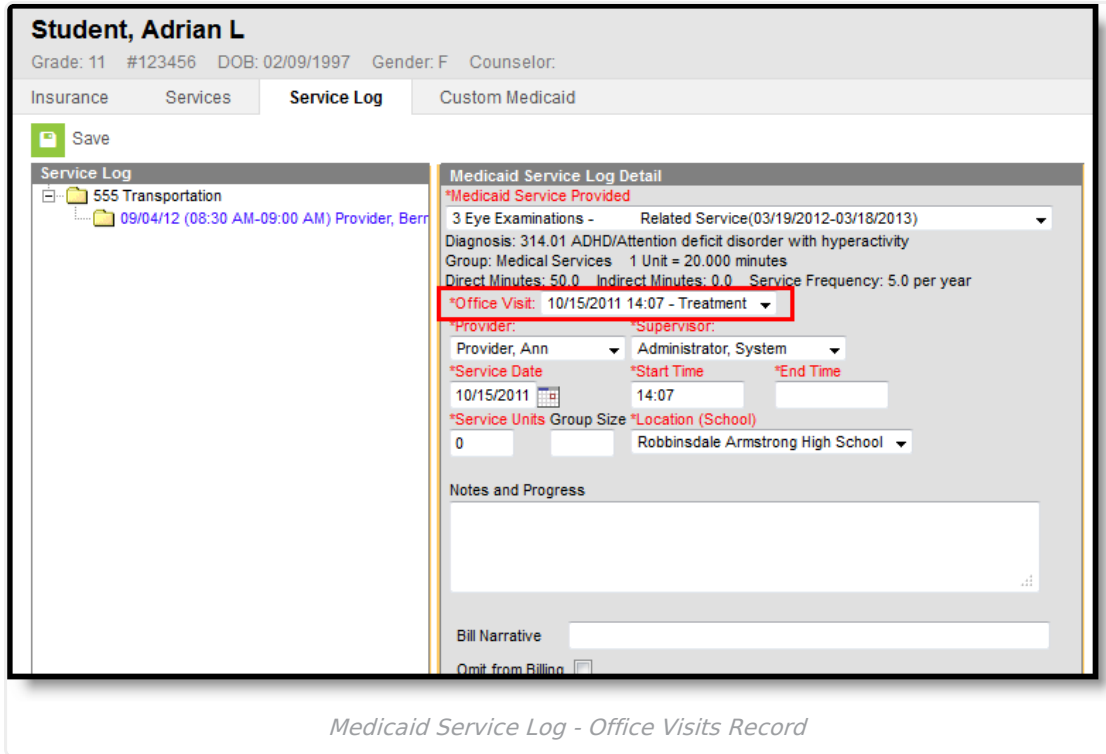 Student, Adrian L
Grade: 11 #123456 DOB: 02/09/1997 Gender: F Counselor:
Insurance Services Service Log Custom Medicaid
Save
Service Log
555 Transportation
09/04/12 (08:30 AM-09:00 AM) Provider, Berr
Medicaid Service Log Detail
*Medicaid Service Provided
3 Eye Examinations - Related Service(03/19/2012-03/18/2013)
Diagnosis: 314.01 ADHD/Attention deficit disorder with hyperactivity
Group: Medical Services 1 Unit = 20.000 minutes
Direct Minutes: 50.0 Indirect Minutes: 0.0 Service Frequency: 5.0 per year
*Office Visit: 10/15/2011 14:07 - Treatment
*Provider: *Supervisor:
Provider, Ann Administrator, System
*Service Date *Start Time *End Time
10/15/2011 14:07
*Service Units Group Size *Location (School)
0 Robbinsdale Armstrong High School
Notes and Progress
Bill Narrative
Omit from Billing
Medicaid Service Log - Office Visits Record